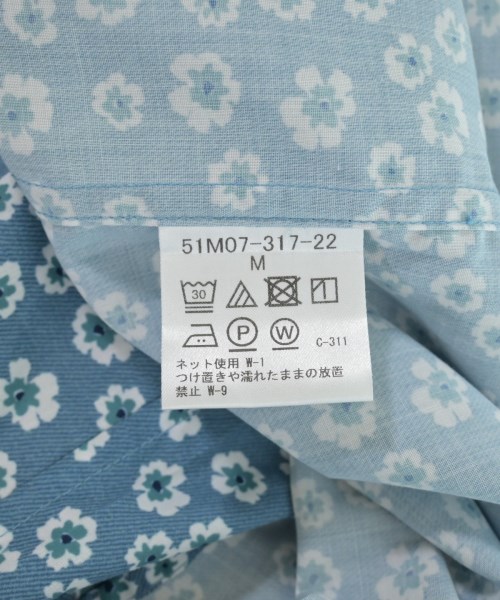 51M07-317-22
M
30
P W C-311
ネット使用 W-1
つけ置きや濡れたままの放置
禁止 W-9